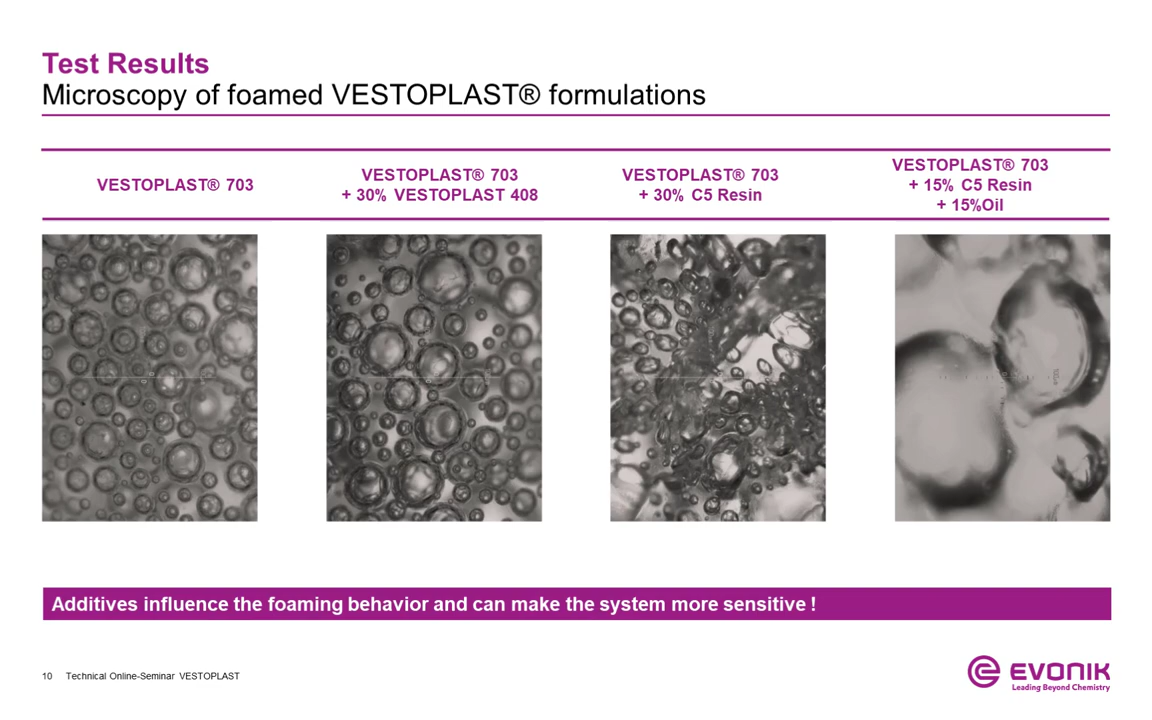 Test Results
Microscopy of foamed VESTOPLAST® formulations
VESTOPLAST® 703
VESTOPLAST® 703
+ 30% VESTOPLAST 408
VESTOPLAST® 703
+ 30% C5 Resin
VESTOPLAST® 703
+ 15% C5 Resin
+ 15%Oil
Additives influence the foaming behavior and can make the system more sensitive !
10 Technical Online-Seminar VESTOPLAST
EVONIK
Leading Beyond Chemistry